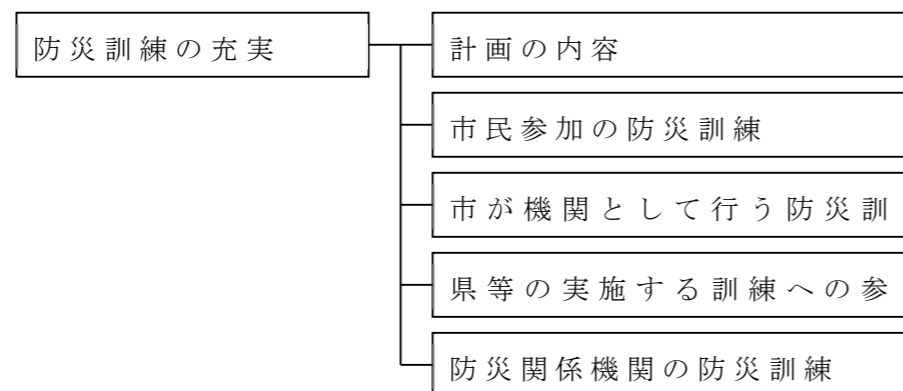 防災訓練の充実
計画の内容
市民参加の防災訓練
市が機関として行う防災訓
県等の実施する訓練への参
防災関係機関の防災訓練